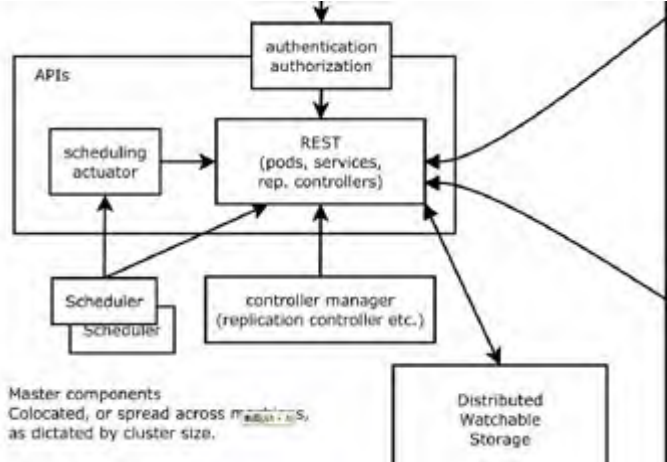 authentication
authorization
APIs
REST
(pods, services,
rep. controllers)
scheduling
actuator
Scheduler
Scheduler
controller manager
(replication controller etc.)
Master components
Colocated, or spread across
as dictated by cluster size.
Distributed
Watchable
Storage